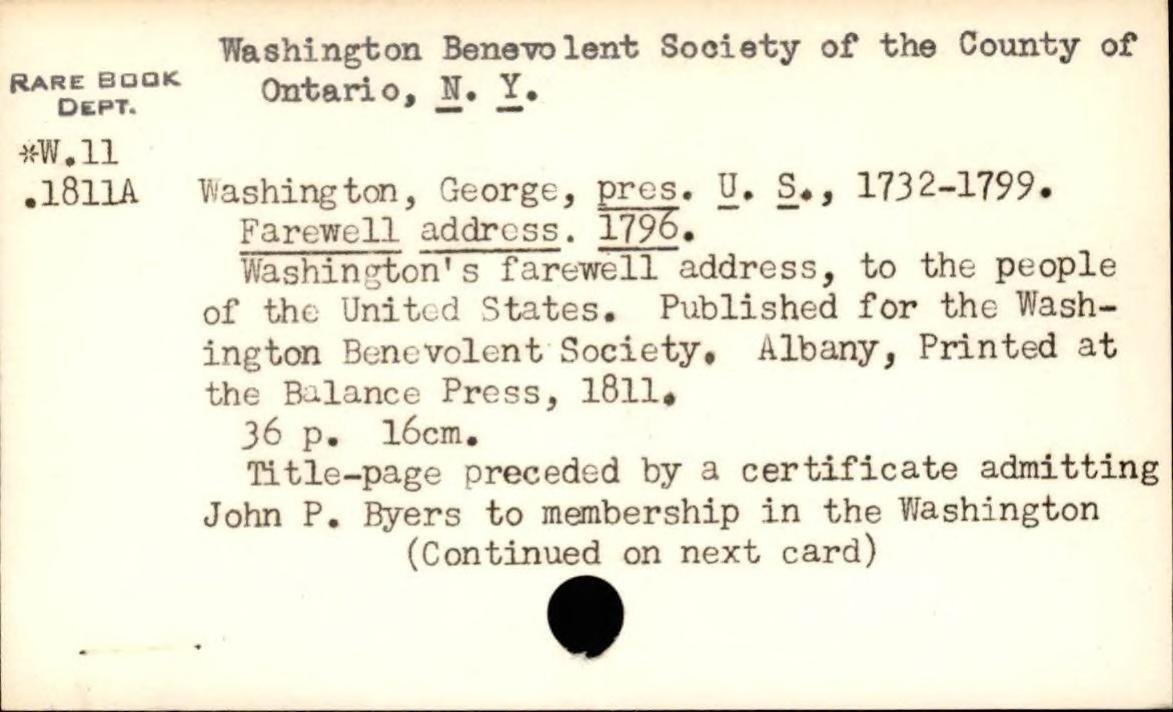 Washington Benevolent Society of the County of
RARE BOOK
Ontario, N. Y.
DEPT.
*W.11
.1811A Washington, George, pres. U. S., 1732-1799.
Farewell address. 1796.
Washington's farewell address, to the people
of the United States. Published for the Wash-
ington Benevolent Society. Albany, Printed at
the Balance Press, 1811.
36 p. 16cm.
Title-page preceded by a certificate admitting
John P. Byers to membership in the Washington
(Continued on next card)